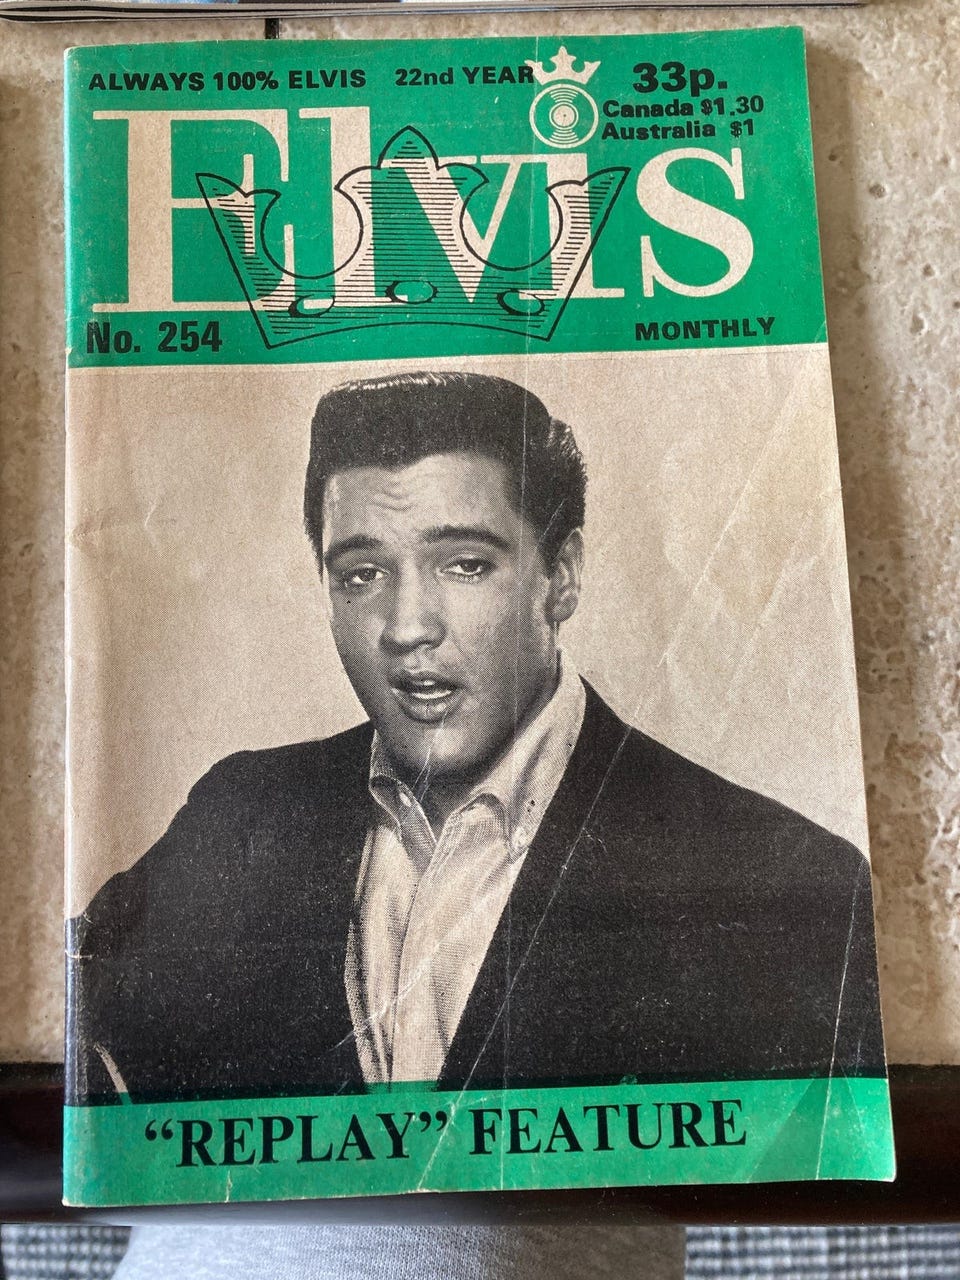 ALWAYS 100% ELVIS 22nd YEAR 33p.
Canada $1.30
Australia $1
Elvis
No. 254 MONTHLY
“REPLAY” FEATURE